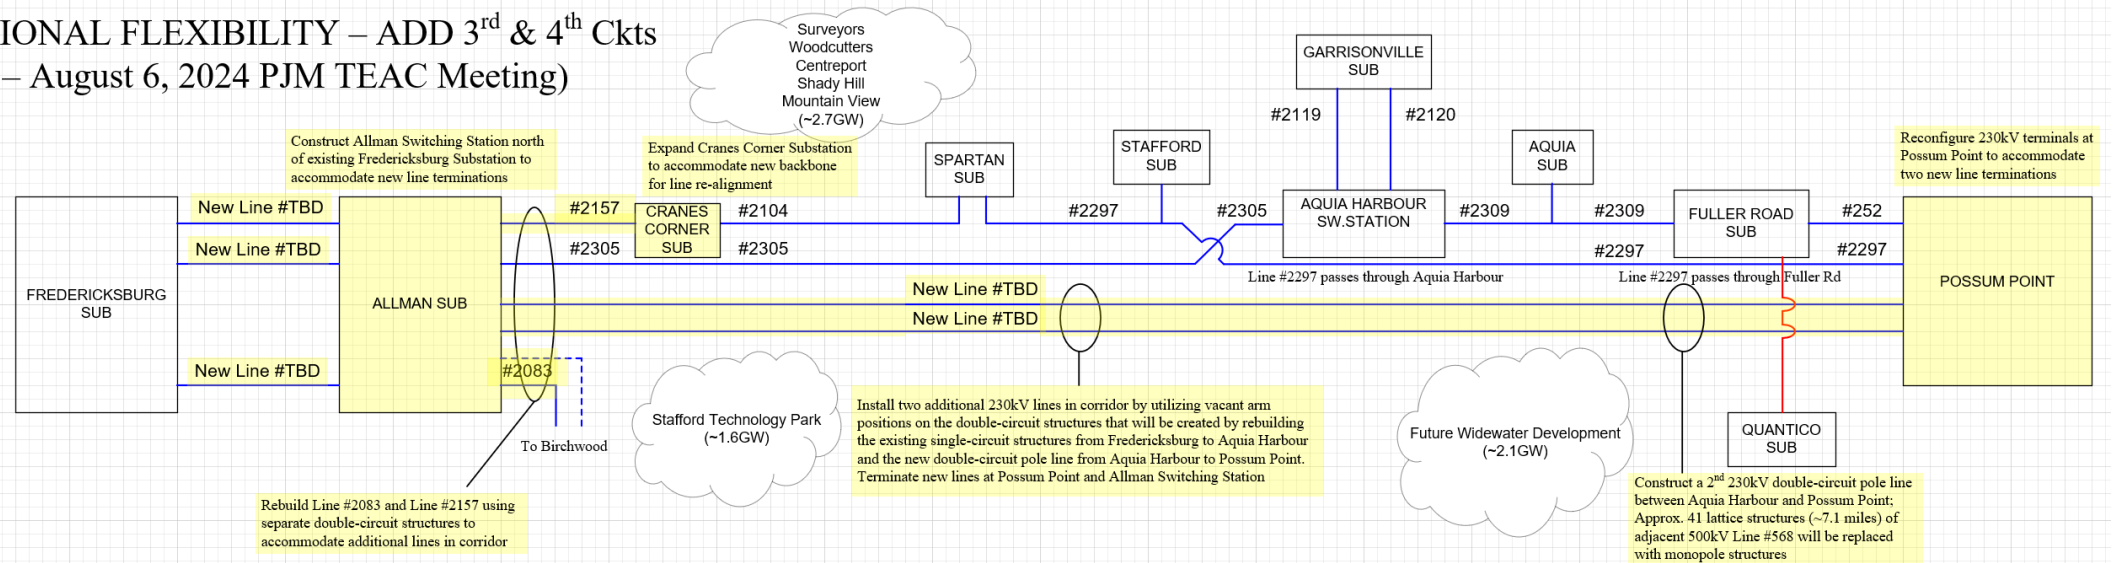 IONAL FLEXIBILITY – ADD 3rd & 4th Ckts
– August 6, 2024 PJM TEAC Meeting)
Surveyors
Woodcutters
Centreport
Shady Hill
Mountain View
(~2.7GW)
GARRISONVILLE
SUB
#2119
#2120
Construct Allman Switching Station north
of existing Fredericksburg Substation to
accommodate new line terminations
Expand Cranes Corner Substation
to accommodate new backbone
for line re-alignment
SPARTAN
SUB
STAFFORD
SUB
AQUIA
SUB
Reconfigure 230kV terminals at
Possum Point to accommodate
two new line terminations
New Line #TBD
#2157
CRANES
CORNER
SUB
#2104
#2297
#2305
AQUIA HARBOUR
SW.STATION
#2309
#2309
FULLER ROAD
SUB
#252
New Line #TBD
#2305
#2305
#2297
#2297
Line #2297 passes through Aquia Harbour
Line #2297 passes through Fuller Rd
FREDERICKSBURG
SUB
ALLMAN SUB
New Line #TBD
New Line #TBD
POSSUM POINT
New Line #TBD
#2083
To Birchwood
Stafford Technology Park
(~1.6GW)
Install two additional 230kV lines in corridor by utilizing vacant arm
positions on the double-circuit structures that will be created by rebuilding
the existing single-circuit structures from Fredericksburg to Aquia Harbour
and the new double-circuit pole line from Aquia Harbour to Possum Point.
Terminate new lines at Possum Point and Allman Switching Station
Future Widewater Development
(~2.1GW)
QUANTICO
SUB
Rebuild Line #2083 and Line #2157 using
separate double-circuit structures to
accommodate additional lines in corridor
Construct a 2nd 230kV double-circuit pole line
between Aquia Harbour and Possum Point;
Approx. 41 lattice structures (~7.1 miles) of
adjacent 500kV Line #568 will be replaced
with monopole structures